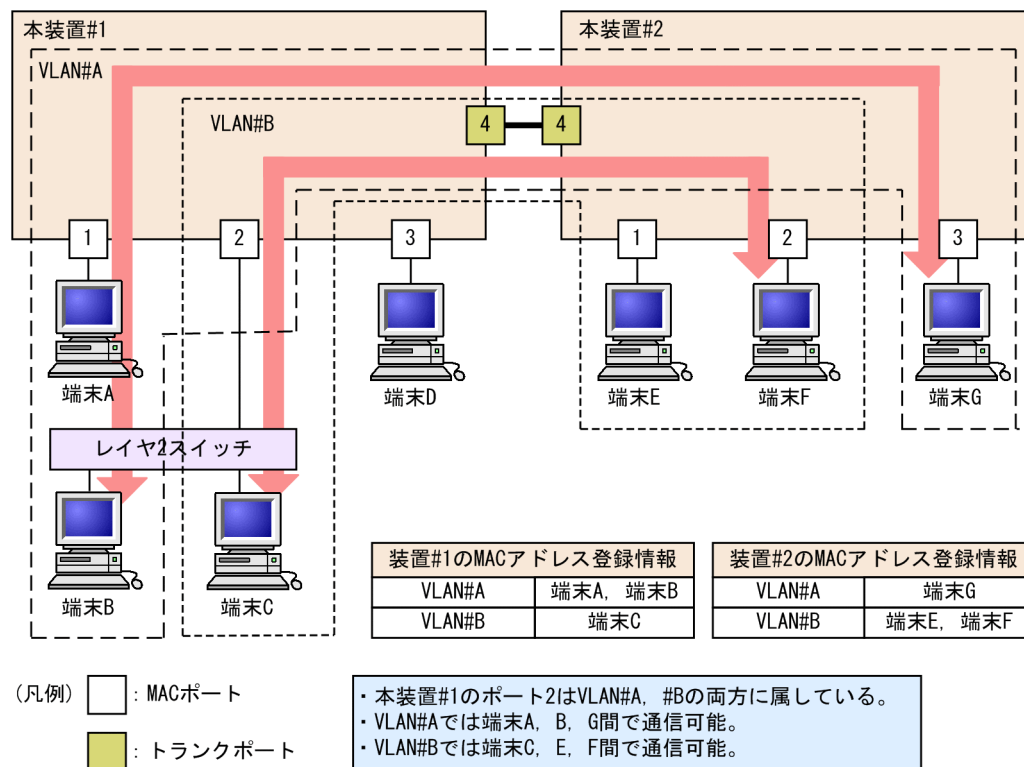 本装置#1
本装置#2
VLAN#A
VLAN#B
4
4
1
2
3
1
2
3
端末A
端末D
端末E
端末F
端末G
レイヤ2スイッチ
端末B
端末C
装置#1のMACアドレス登録情報
VLAN#A
端末A, 端末B
VLAN#B
端末C
装置#2のMACアドレス登録情報
VLAN#A
端末G
VLAN#B
端末E, 端末F
(凡例)
: MACポート
: トランクポート
・本装置#1のポート2はVLAN#A, #Bの両方に属している。
・VLAN#Aでは端末A, B, G間で通信可能。
・VLAN#Bでは端末C, E, F間で通信可能。